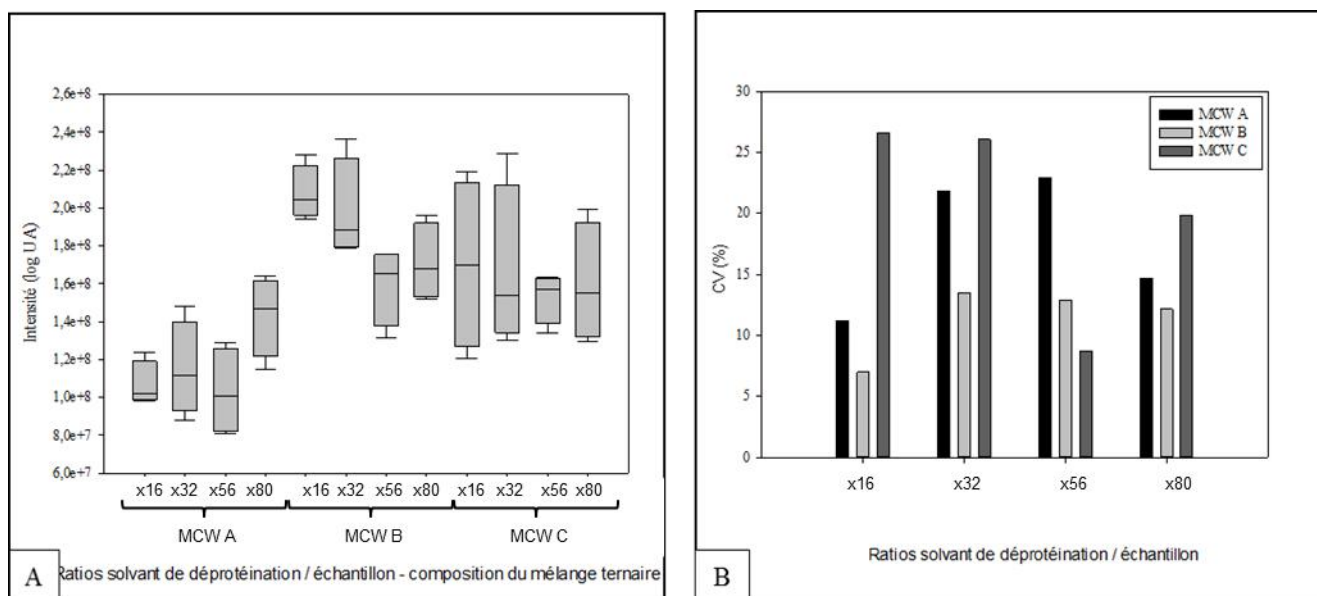 2,6e+8
2,4e+8
2,2e+8
2,0e+8
1,8e+8
1,6e+8
1,4e+8
1,2e+8
1,0e+8
8,0e+7
6,0e+7
Intensité (log UA)
x16 x32 x56 x80 x16 x32 x56 x80 x16 x32 x56 x80
MCW A MCW B MCW C
A
Ratios solvant de déprotéination / échantillon - composition du mélange ternaire
30
25
20
15
10
5
0
CV (%)
MCW A
MCW B
MCW C
x16 x32 x56 x80
B
Ratios solvant de déprotéination / échantillon